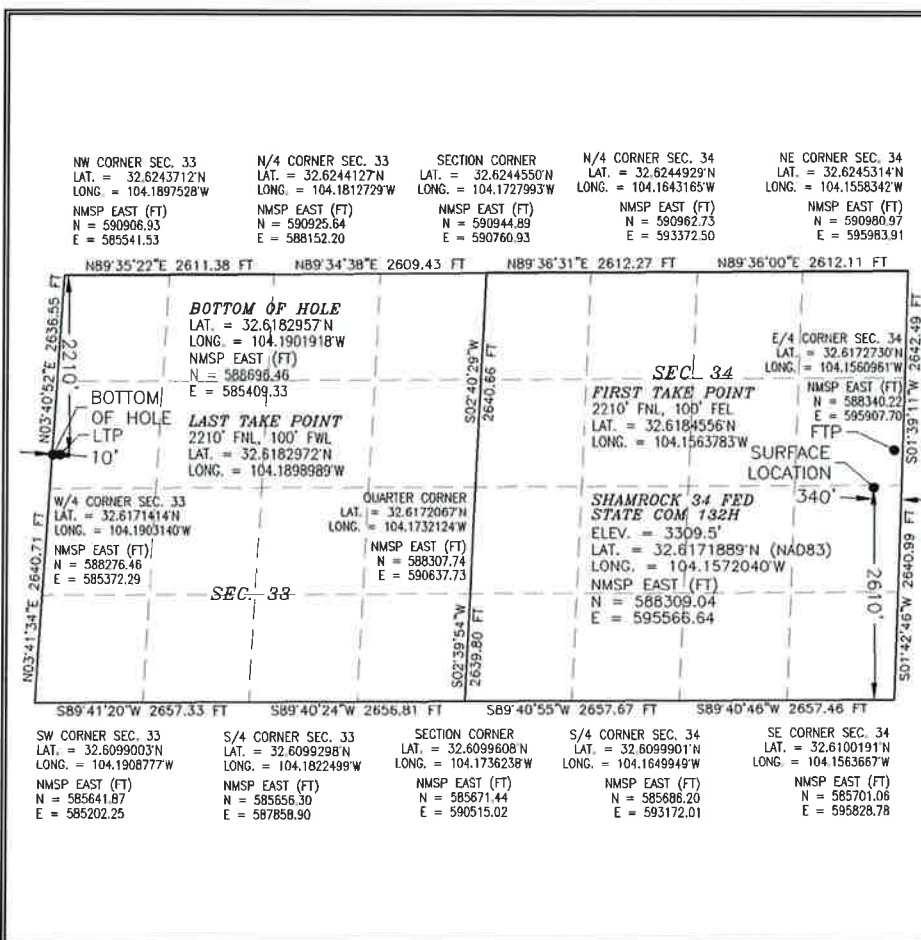 NW CORNER SEC. 33
LAT. = 32.6243712'N
LONG. = 104.1897528'W
NMSP EAST (FT)
N = 590906.93
E = 585541.53
N/4 CORNER SEC. 33
LAT. = 32.6244127'N
LONG. = 104.1812729'W
NMSP EAST (FT)
N = 590925.64
E = 588152.20
SECTION CORNER
LAT. = 32.6244550'N
LONG. = 104.1727993'W
NMSP EAST (FT)
N = 590944.89
E = 590760.93
N/4 CORNER SEC. 34
LAT. = 32.6244929'N
LONG. = 104.1643165'W
NMSP EAST (FT)
N = 590962.73
E = 593372.50
NE CORNER SEC. 34
LAT. = 32.6245314'N
LONG. = 104.1558342'W
NMSP EAST (FT)
N = 590980.97
E = 595983.91
N89°35'22"E 2611.38 FT
N89°34'38"E 2609.43 FT
N89°36'31"E 2612.27 FT
N89°36'00"E 2612.11 FT
N03°40'52"E 2636.55 FT
2210'
BOTTOM OF HOLE
LAT. = 32.6182957'N
LONG. = 104.1901918'W
NMSP EAST (FT)
N = 588696.46
E = 585409.33
BOTTOM
OF HOLE
LTP
10'
LAST TAKE POINT
2210' FNL, 100' FWL
LAT. = 32.6182972'N
LONG. = 104.1898989'W
S02°40'29"W
2640.66 FT
SEC. 34
FIRST TAKE POINT
2210' FNL, 100' FEL
LAT. = 32.6184556'N
LONG. = 104.1563783'W
E/4 CORNER SEC. 34
LAT. = 32.6172730'N
LONG. = 104.1560961'W
NMSP EAST (FT)
N = 588340.22
E = 595907.70
S01°39'11"W 2642.49 FT
FTP
SURFACE
LOCATION
340'
W/4 CORNER SEC. 33
LAT. = 32.6171414'N
LONG. = 104.1903140'W
NMSP EAST (FT)
N = 588276.46
E = 585372.29
QUARTER CORNER
LAT. = 32.6172067'N
LONG. = 104.1732124'W
NMSP EAST (FT)
N = 588307.74
E = 590637.73
SHAMROCK 34 FED
STATE COM 132H
ELEV. = 3309.5'
LAT. = 32.6171889'N (NAD83)
LONG. = 104.1572040'W
NMSP EAST (FT)
N = 588309.04
E = 595566.64
2610'
N03°41'34"E 2640.71 FT
SEC. 33
S02°39'54"W
2639.80 FT
S01°42'46"W 2640.99 FT
S89°41'20"W 2657.33 FT
S89°40'24"W 2656.81 FT
S89°40'55"W 2657.67 FT
S89°40'46"W 2657.46 FT
SW CORNER SEC. 33
LAT. = 32.6099003'N
LONG. = 104.1908777'W
NMSP EAST (FT)
N = 585641.87
E = 585202.25
S/4 CORNER SEC. 33
LAT. = 32.6099298'N
LONG. = 104.1822499'W
NMSP EAST (FT)
N = 585656.30
E = 587858.90
SECTION CORNER
LAT. = 32.6099608'N
LONG. = 104.1736238'W
NMSP EAST (FT)
N = 585671.44
E = 590515.02
S/4 CORNER SEC. 34
LAT. = 32.6099901'N
LONG. = 104.1649949'W
NMSP EAST (FT)
N = 585686.20
E = 593172.01
SE CORNER SEC. 34
LAT. = 32.6100191'N
LONG. = 104.1563667'W
NMSP EAST (FT)
N = 585701.06
E = 595828.78